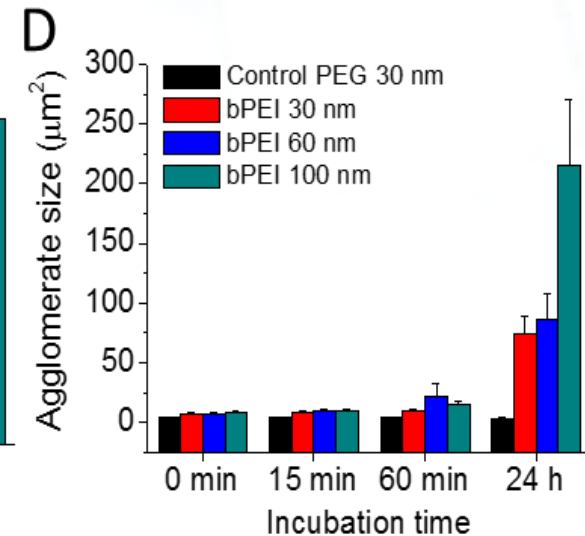 D
Agglomerate size (μm²)
300
250
200
150
100
50
0
Control PEG 30 nm
bPEI 30 nm
bPEI 60 nm
bPEI 100 nm
0 min 15 min 60 min 24 h
Incubation time